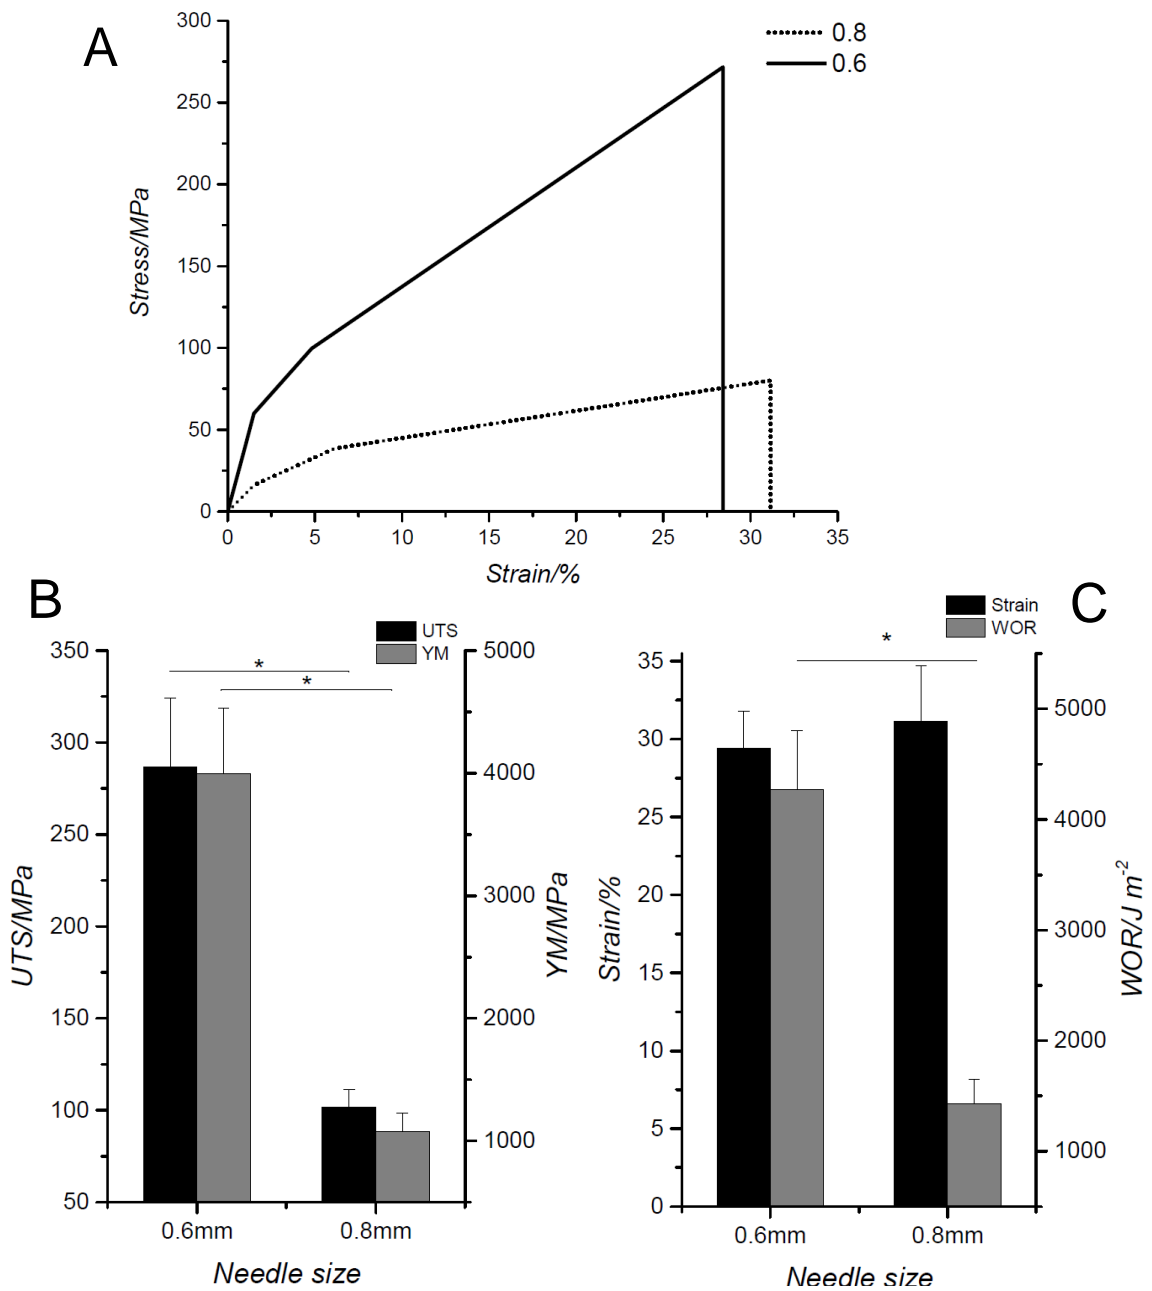 A
300
250
200
150
100
50
0
0 5 10 15 20 25 30 35
Stress/MPa
Strain/%
0.8
0.6
B
UTS
YM
*
*
350
300
250
200
150
100
50
5000
4000
3000
2000
1000
UTS/MPa
YM/MPa
0.6mm 0.8mm
Needle size
C
Strain
WOR
*
35
30
25
20
15
10
5
0
5000
4000
3000
2000
1000
Strain/%
WOR/J m⁻²
0.6mm 0.8mm
Needle size